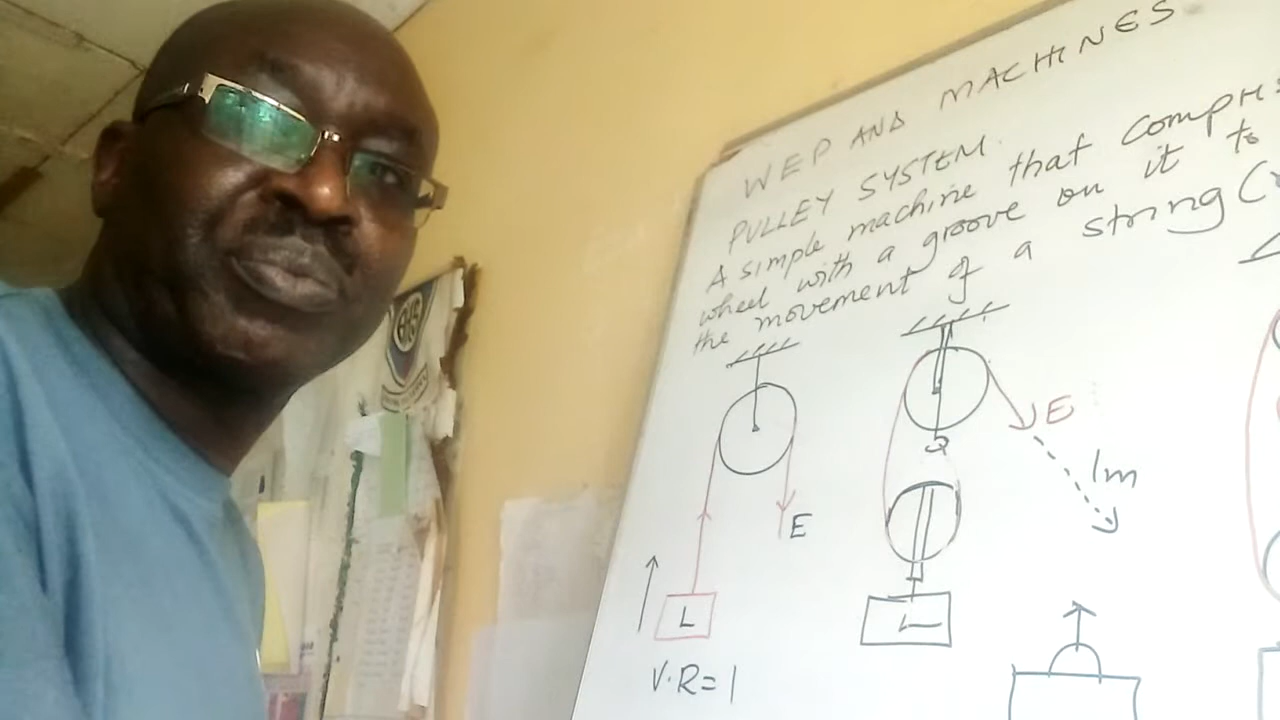 WEP AND MACHINES
PULLEY SYSTEM.
A simple machine that
wheel with a groove on it to
the movement of a string
E
1m
E
L
L
V.R=1